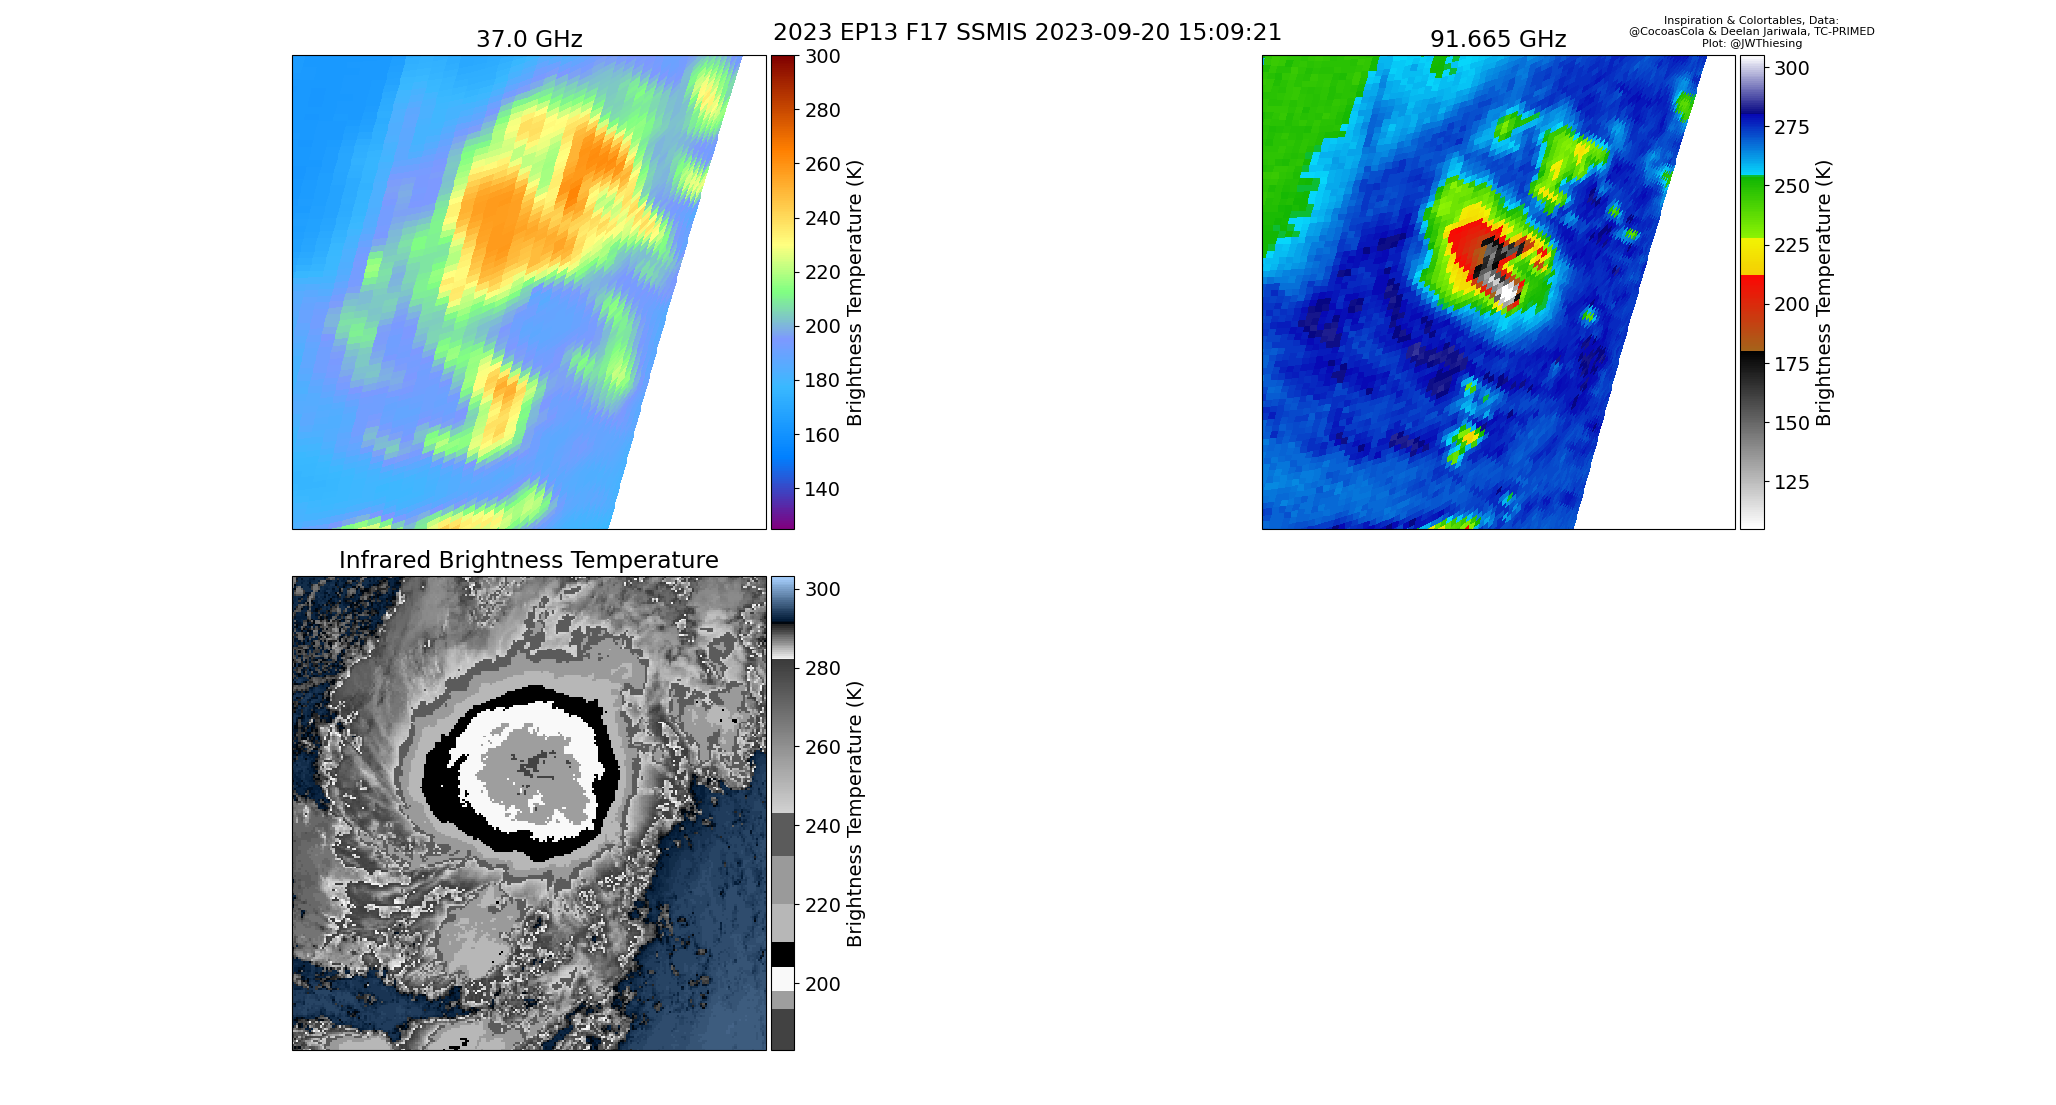 2023 EP13 F17 SSMIS 2023-09-20 15:09:21
Inspiration & Colortables, Data:
@CocoasCola & Deelan Jariwala, TC-PRIMED
Plot: @JWThiesing
37.0 GHz
300
280
260
240
220
200
180
160
140
Brightness Temperature (K)
91.665 GHz
300
275
250
225
200
175
150
125
Brightness Temperature (K)
Infrared Brightness Temperature
300
280
260
240
220
200
Brightness Temperature (K)